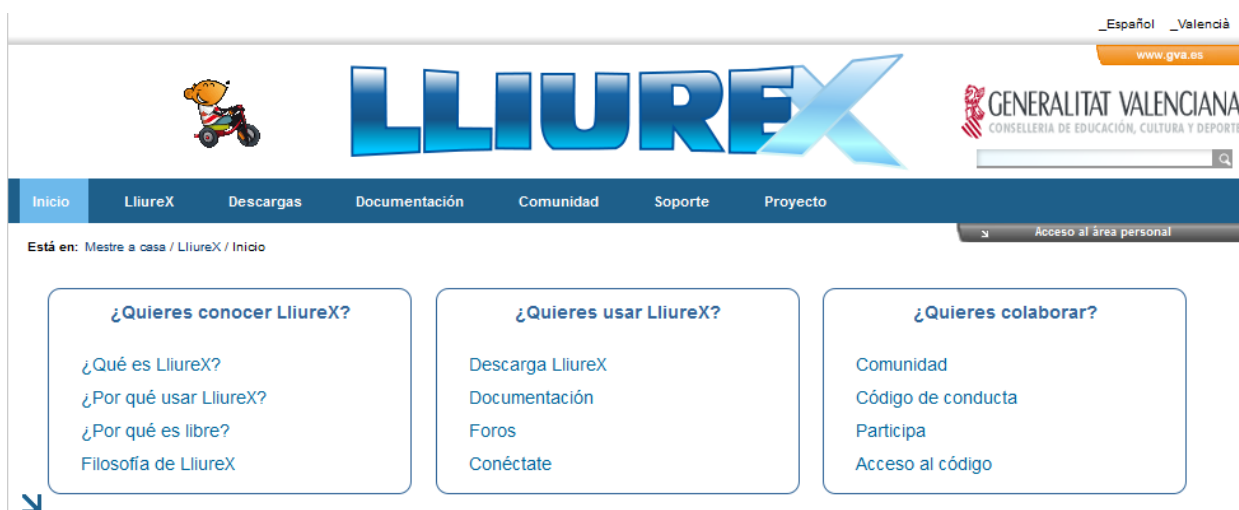 _Español _Valencià
www.gva.es
LLIUREX
GENERALITAT VALENCIANA
CONSELLERIA DE EDUCACIÓN, CULTURA Y DEPORTE
Inicio LliureX Descargas Documentación Comunidad Soporte Proyecto
Acceso al área personal
Está en: Mestre a casa / LliureX / Inicio
¿Quieres conocer LliureX?
¿Qué es LliureX?
¿Por qué usar LliureX?
¿Por qué es libre?
Filosofía de LliureX
¿Quieres usar LliureX?
Descarga LliureX
Documentación
Foros
Conéctate
¿Quieres colaborar?
Comunidad
Código de conducta
Participa
Acceso al código